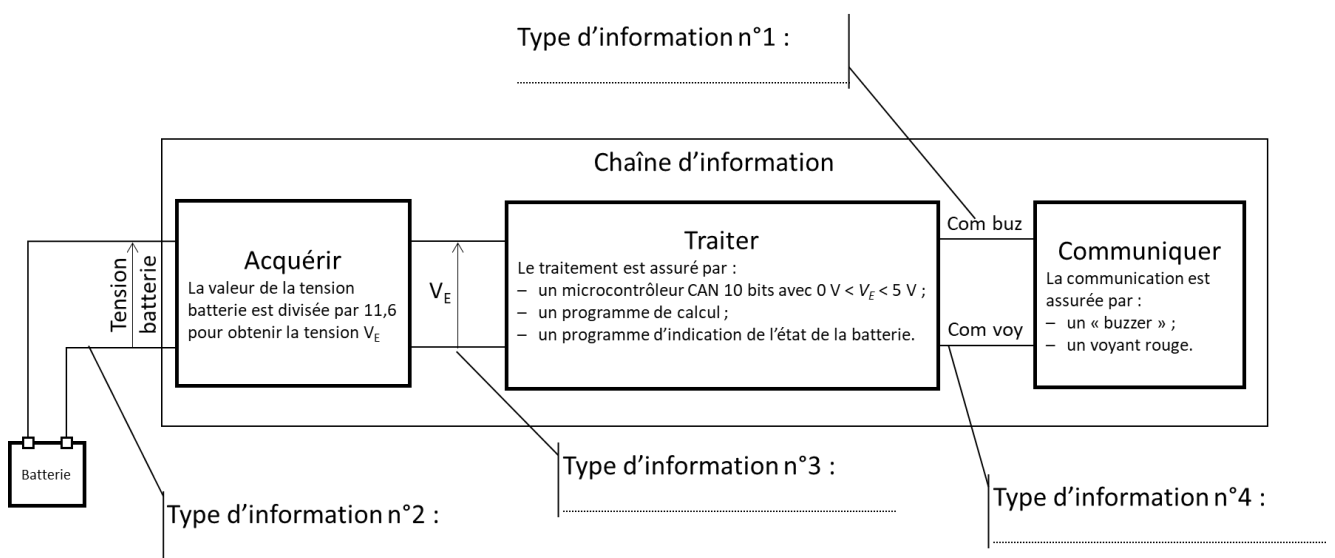 Type d’information n°1 :
Chaîne d’information
Tension
batterie
Acquérir
La valeur de la tension
batterie est divisée par 11,6
pour obtenir la tension VE
VE
Traiter
Le traitement est assuré par :
– un microcontrôleur CAN 10 bits avec 0 V < VE < 5 V ;
– un programme de calcul ;
– un programme d’indication de l’état de la batterie.
Com buz
Com voy
Communiquer
La communication est
assurée par :
– un « buzzer » ;
– un voyant rouge.
Batterie
Type d’information n°2 :
Type d’information n°3 :
Type d’information n°4 :